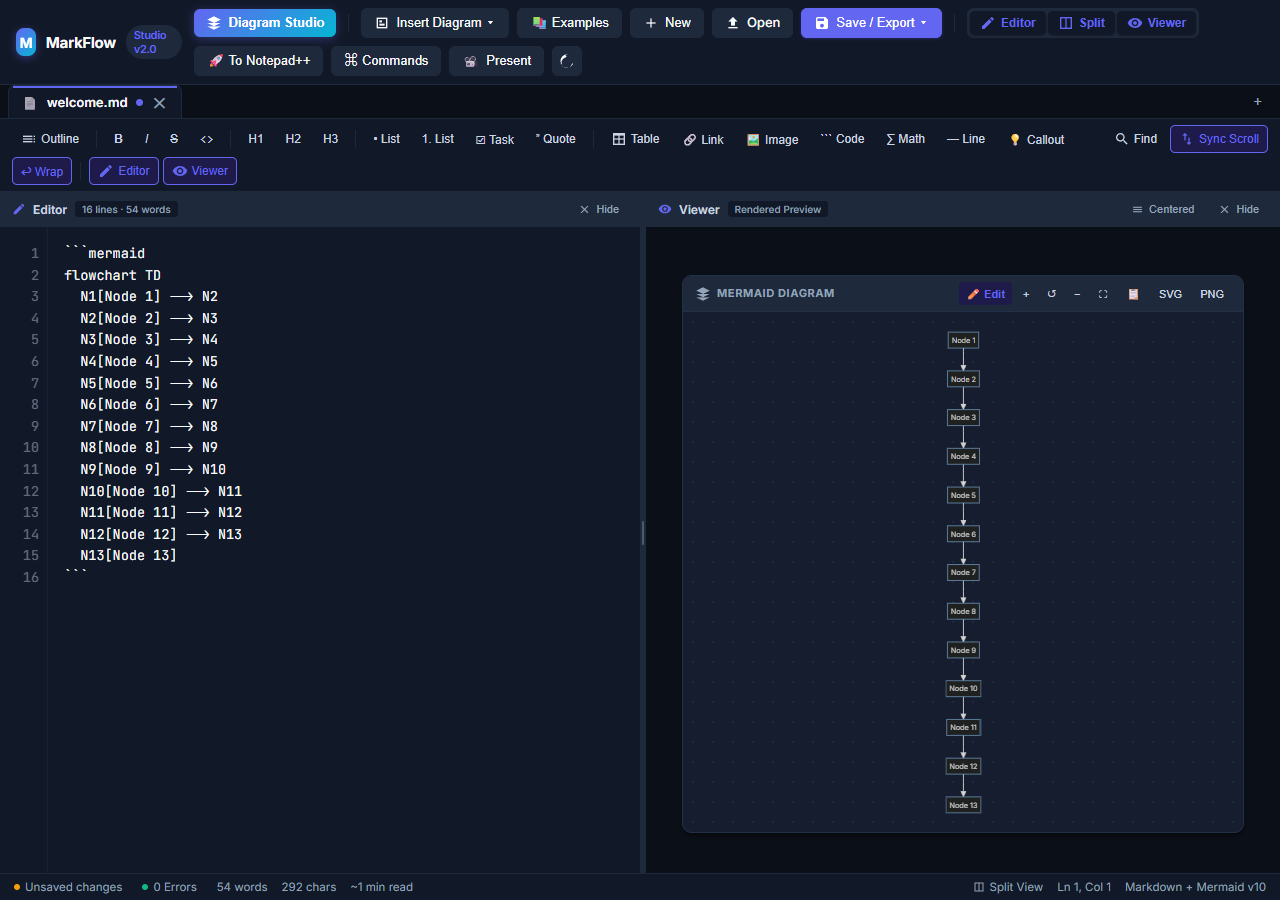 M MarkFlow Studio v2.0
Diagram Studio
Insert Diagram
Examples
+ New
Open
Save / Export
Editor
Split
Viewer
To Notepad++
⌘ Commands
Present
welcome.md
+
Outline
B
I
S
<>
H1
H2
H3
• List
1. List
☑ Task
" Quote
Table
Link
Image
``` Code
∑ Math
— Line
Callout
Find
Sync Scroll
↩ Wrap
Editor
Viewer
Editor 16 lines · 54 words
× Hide
Viewer Rendered Preview
Centered
× Hide
1 ```mermaid
2 flowchart TD
3 N1[Node 1] --> N2
4 N2[Node 2] --> N3
5 N3[Node 3] --> N4
6 N4[Node 4] --> N5
7 N5[Node 5] --> N6
8 N6[Node 6] --> N7
9 N7[Node 7] --> N8
10 N8[Node 8] --> N9
11 N9[Node 9] --> N10
12 N10[Node 10] --> N11
13 N11[Node 11] --> N12
14 N12[Node 12] --> N13
15 N13[Node 13]
16 ```
MERMAID DIAGRAM
Edit
+
↺
−
SVG
PNG
Node 1
Node 2
Node 3
Node 4
Node 5
Node 6
Node 7
Node 8
Node 9
Node 10
Node 11
Node 12
Node 13
Unsaved changes
0 Errors
54 words
292 chars
~1 min read
Split View
Ln 1, Col 1
Markdown + Mermaid v10